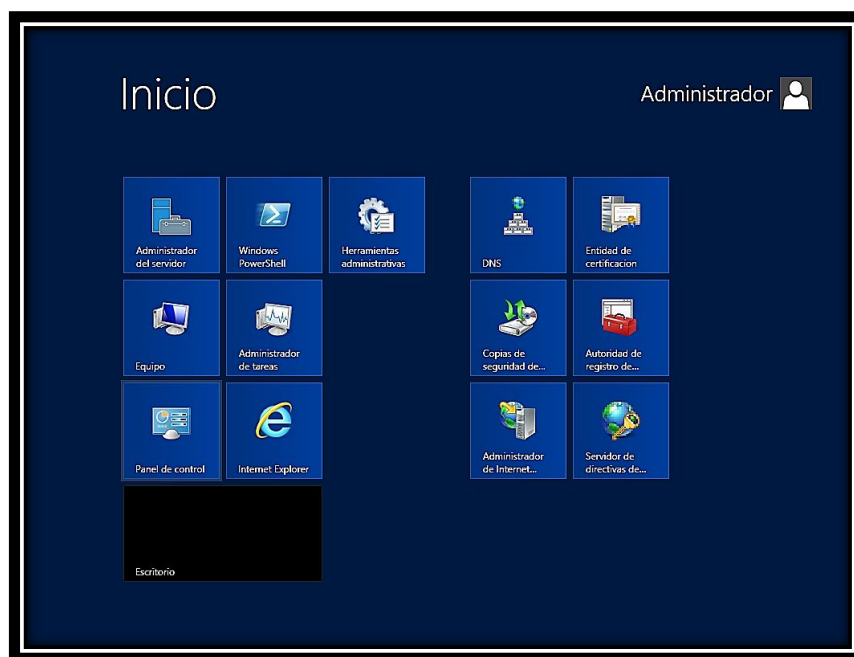 Inicio
Administrador
Administrador
del servidor
Windows
PowerShell
Herramientas
administrativas
DNS
Entidad de
certificacion
Equipo
Administrador
de tareas
Copias de
seguridad de...
Autoridad de
registro de...
Panel de control
Internet Explorer
Administrador
de Internet...
Servidor de
directivas de...
Escritorio